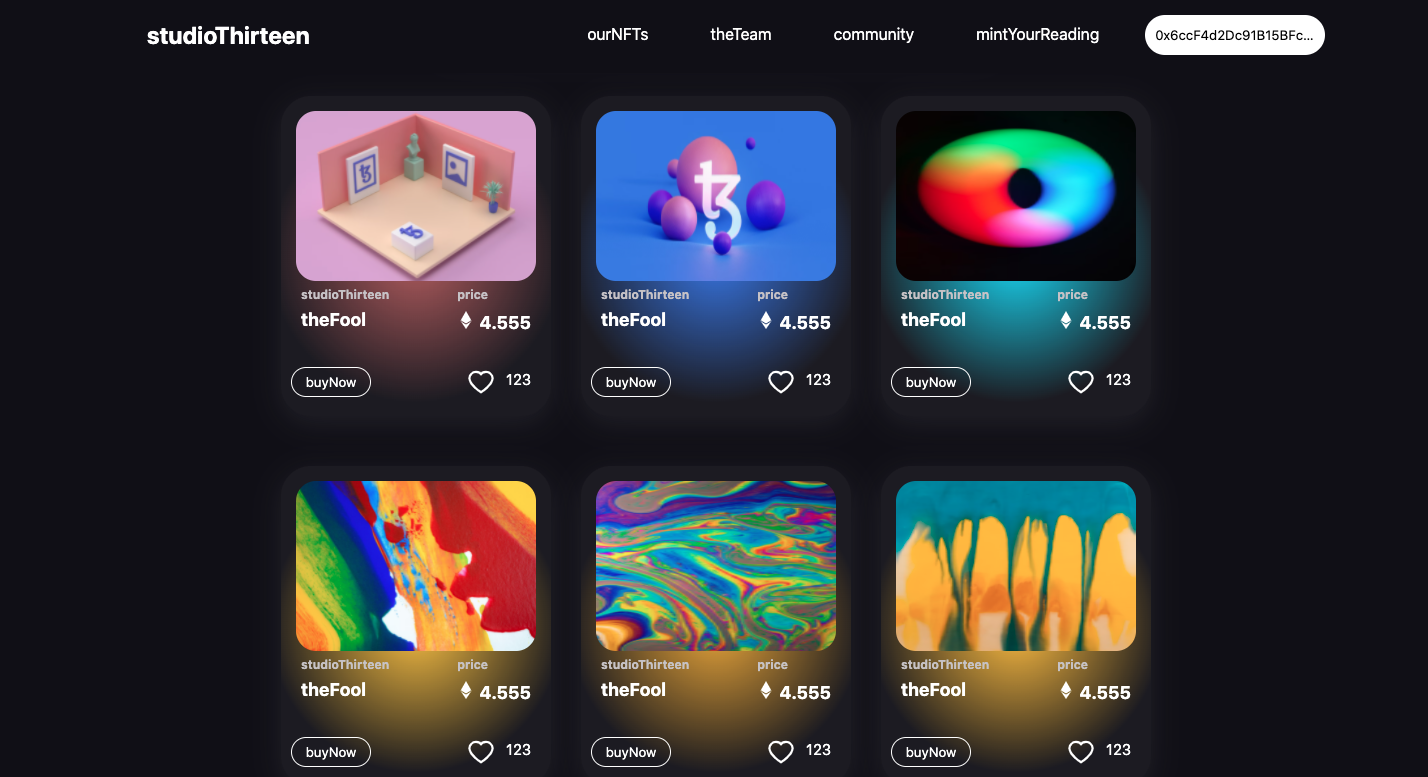 studioThirteen
ourNFTs theTeam community mintYourReading 0x6ccF4d2Dc91B15BFc...
studioThirteen price studioThirteen price studioThirteen price
theFool 4.555 theFool 4.555 theFool 4.555
buyNow 123 buyNow 123 buyNow 123
studioThirteen price studioThirteen price studioThirteen price
theFool 4.555 theFool 4.555 theFool 4.555
buyNow 123 buyNow 123 buyNow 123